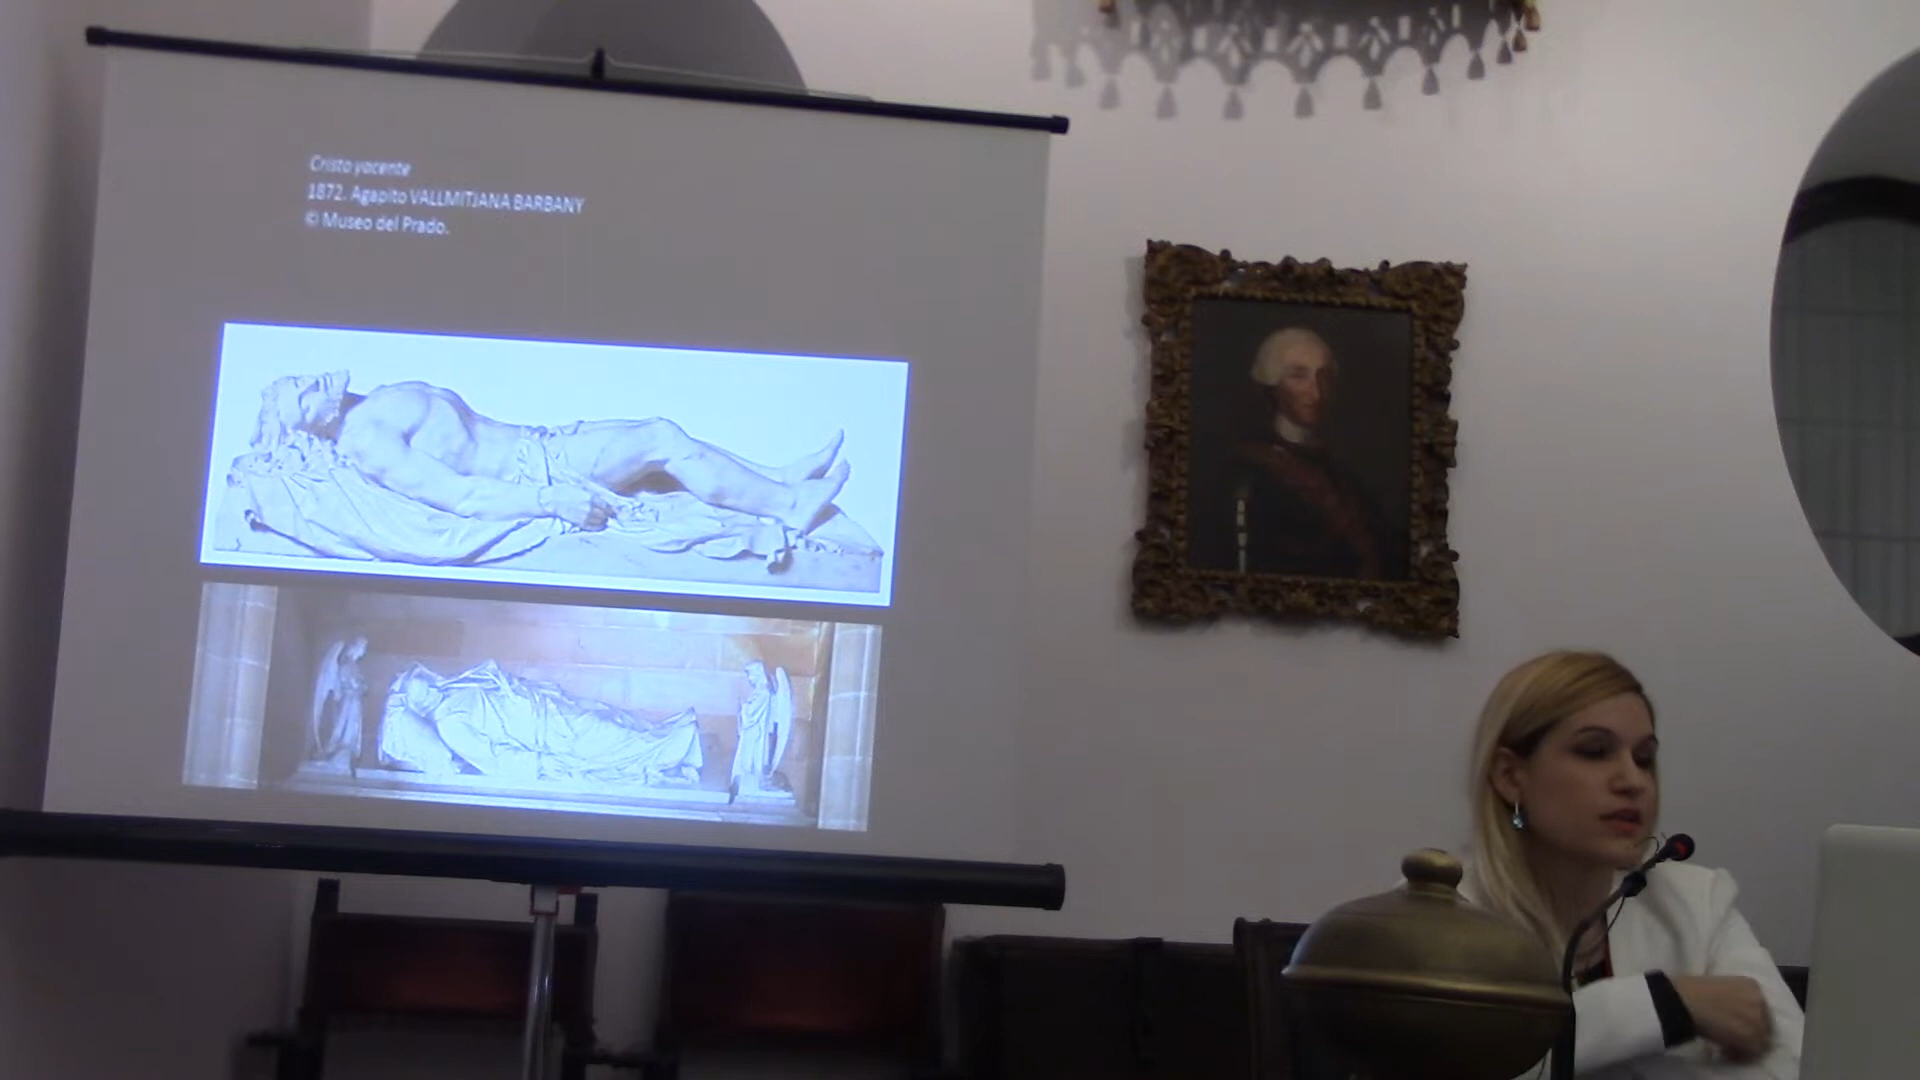 Cristo yacente
1872. Agapito VALLMITJANA BARBANY
© Museo del Prado.